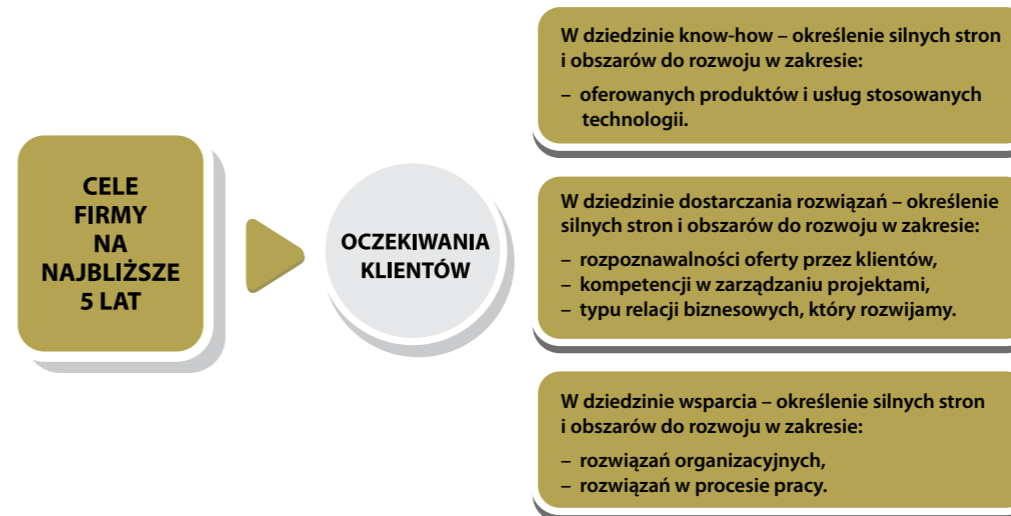 CELE
FIRMY
NA
NAJBLIŻSZE
5 LAT
OCZEKIWANIA
KLIENTÓW
W dziedzinie know-how – określenie silnych stron
i obszarów do rozwoju w zakresie:
– oferowanych produktów i usług stosowanych
technologii.
W dziedzinie dostarczania rozwiązań – określenie
silnych stron i obszarów do rozwoju w zakresie:
– rozpoznawalności oferty przez klientów,
– kompetencji w zarządzaniu projektami,
– typu relacji biznesowych, który rozwijamy.
W dziedzinie wsparcia – określenie silnych stron
i obszarów do rozwoju w zakresie:
– rozwiązań organizacyjnych,
– rozwiązań w procesie pracy.